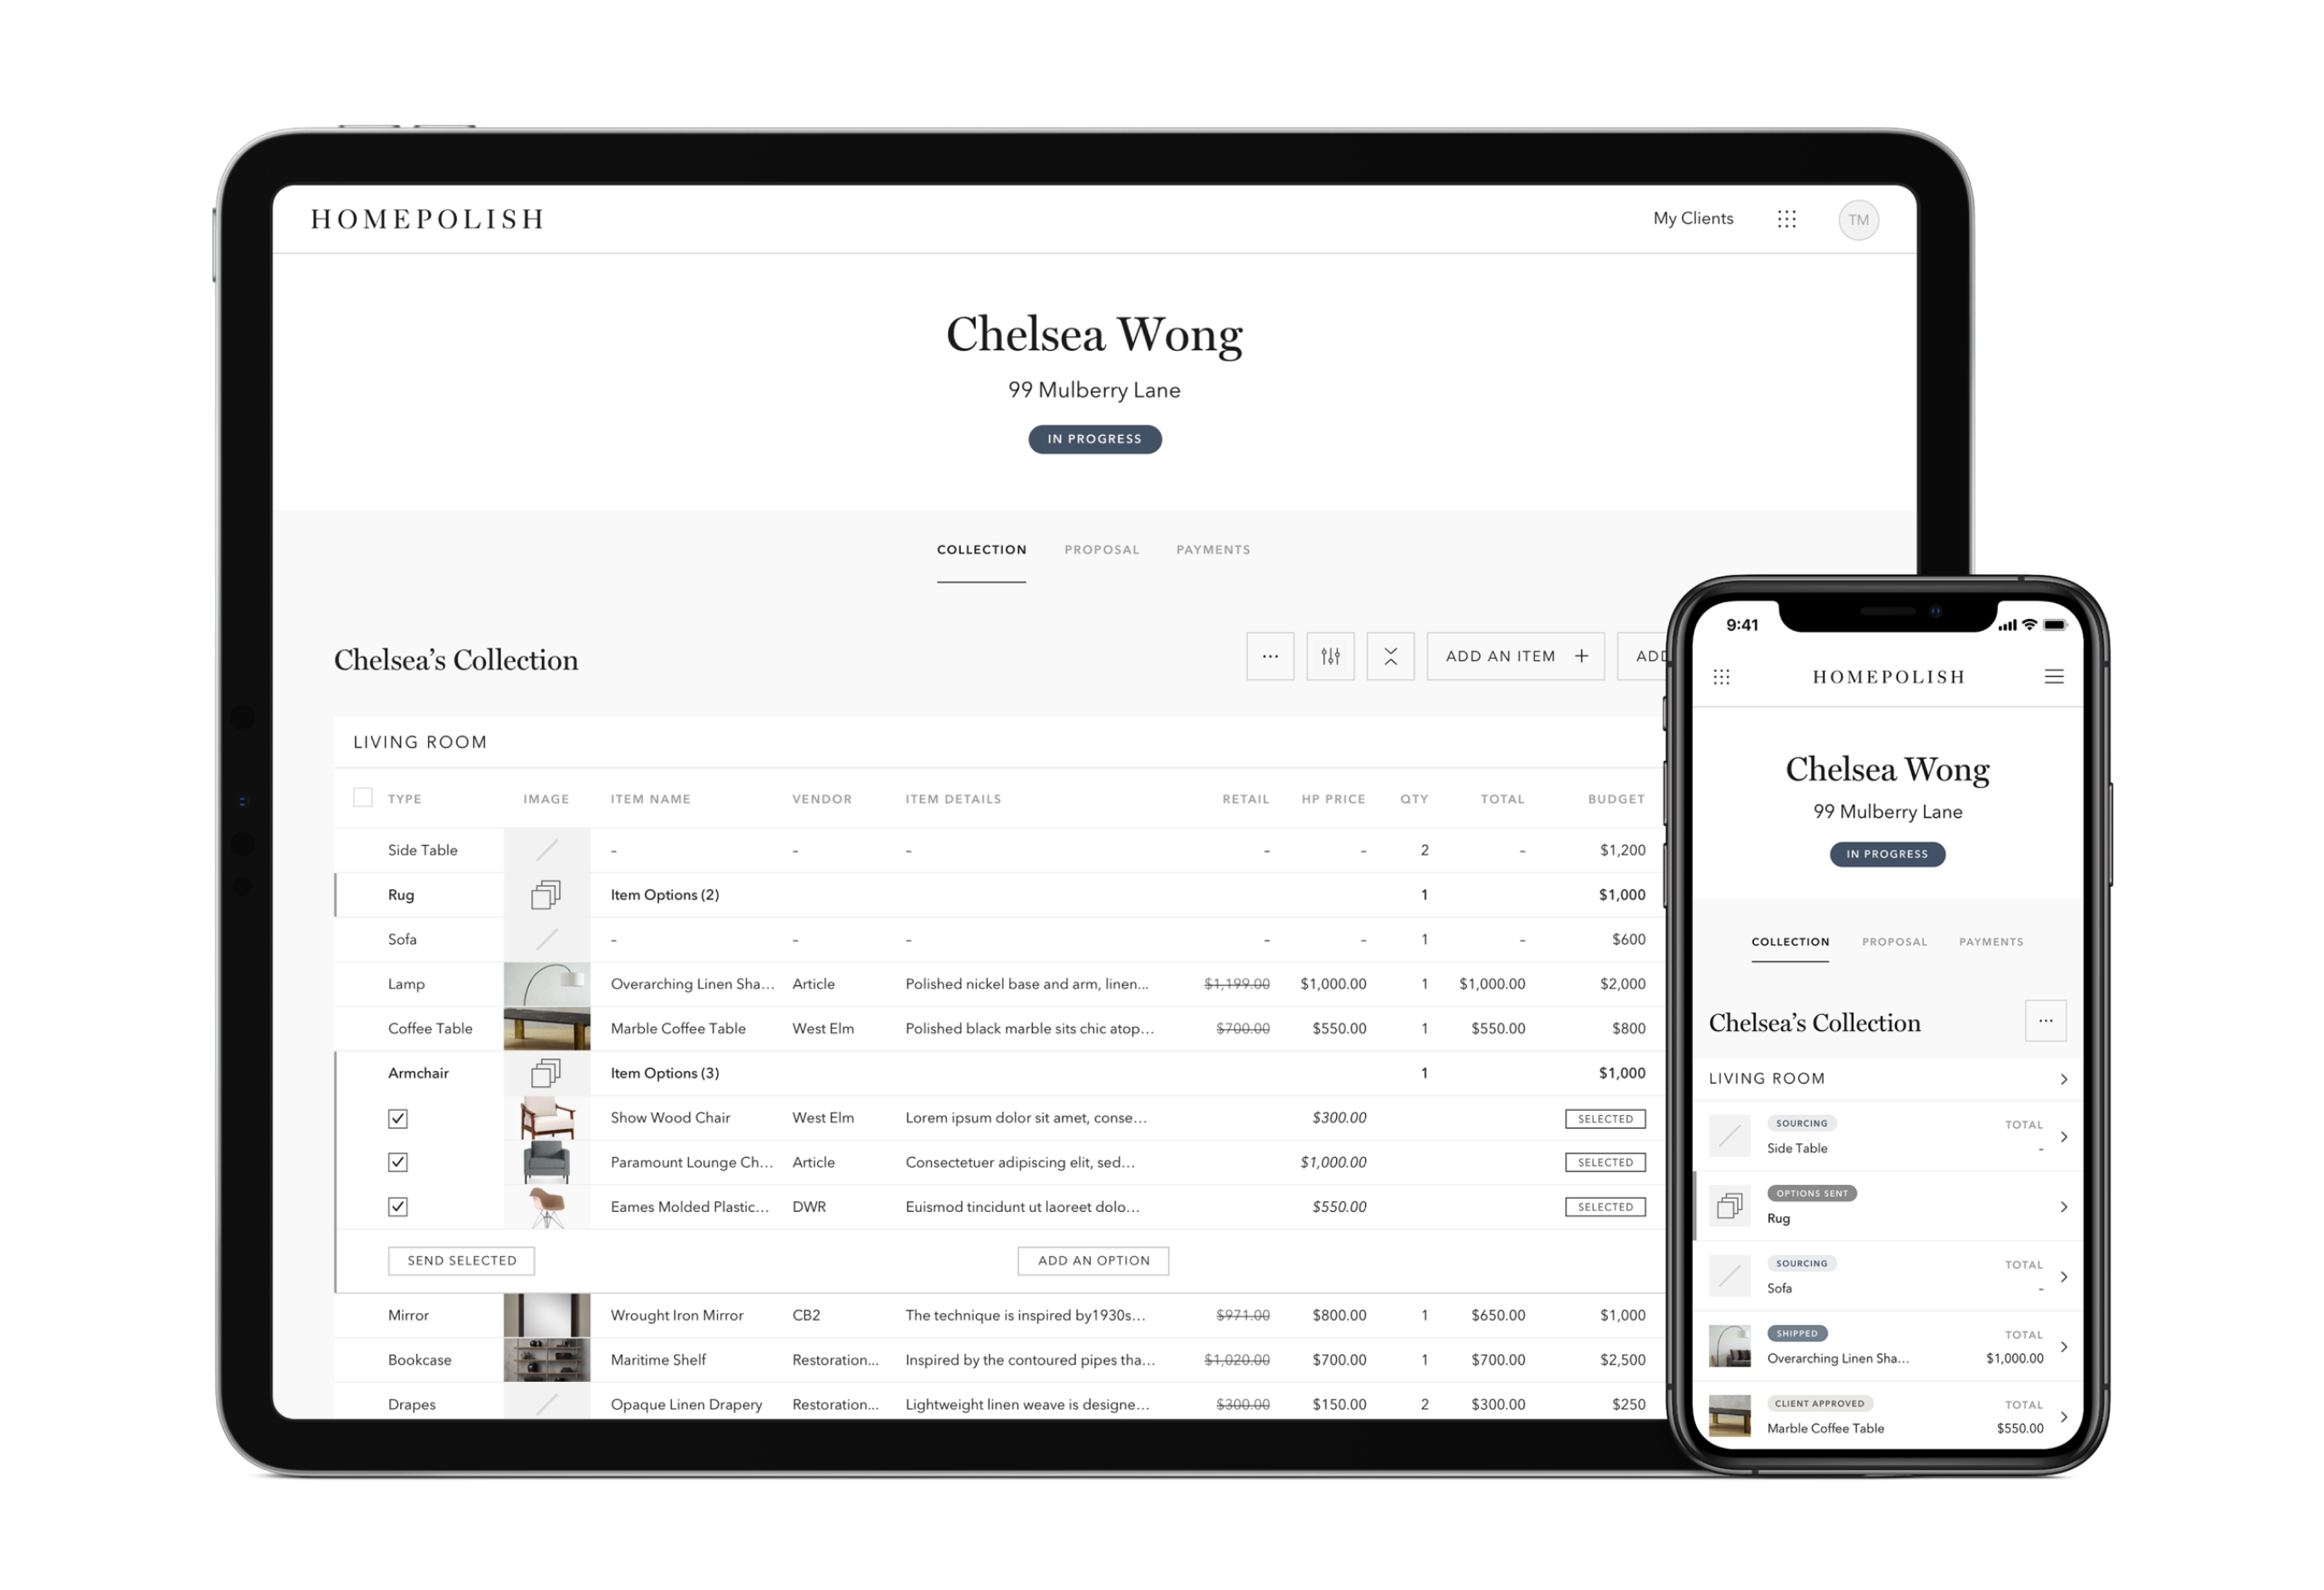 HOMEPOLISH
My Clients
TM
Chelsea Wong
99 Mulberry Lane
IN PROGRESS
COLLECTION PROPOSAL PAYMENTS
Chelsea’s Collection
... ADD AN ITEM + ADD
LIVING ROOM
TYPE IMAGE ITEM NAME VENDOR ITEM DETAILS RETAIL HP PRICE QTY TOTAL BUDGET
Side Table - - - - - 2 - $1,200
Rug Item Options (2) 1 $1,000
Sofa - - - - - 1 - $600
Lamp Overarching Linen Sha... Article Polished nickel base and arm, linen... $1,199.00 $1,000.00 1 $1,000.00 $2,000
Coffee Table Marble Coffee Table West Elm Polished black marble sits chic atop... $700.00 $550.00 1 $550.00 $800
Armchair Item Options (3) 1 $1,000
Show Wood Chair West Elm Lorem ipsum dolor sit amet, conse... $300.00 SELECTED
Paramount Lounge Ch... Article Consectetuer adipiscing elit, sed... $1,000.00 SELECTED
Eames Molded Plastic... DWR Euismod tincidunt ut laoreet dolo... $550.00 SELECTED
SEND SELECTED ADD AN OPTION
Mirror Wrought Iron Mirror CB2 The technique is inspired by1930s... $971.00 $800.00 1 $650.00 $1,000
Bookcase Maritime Shelf Restoration... Inspired by the contoured pipes tha... $1,020.00 $700.00 1 $700.00 $2,500
Drapes Opaque Linen Drapery Restoration... Lightweight linen weave is designe... $300.00 $150.00 2 $300.00 $250
9:41
HOMEPOLISH
Chelsea Wong
99 Mulberry Lane
IN PROGRESS
COLLECTION PROPOSAL PAYMENTS
Chelsea’s Collection ...
LIVING ROOM
SOURCING TOTAL
Side Table -
OPTIONS SENT
Rug
SOURCING TOTAL
Sofa -
SHIPPED TOTAL
Overarching Linen Sha... $1,000.00
CLIENT APPROVED TOTAL
Marble Coffee Table $550.00